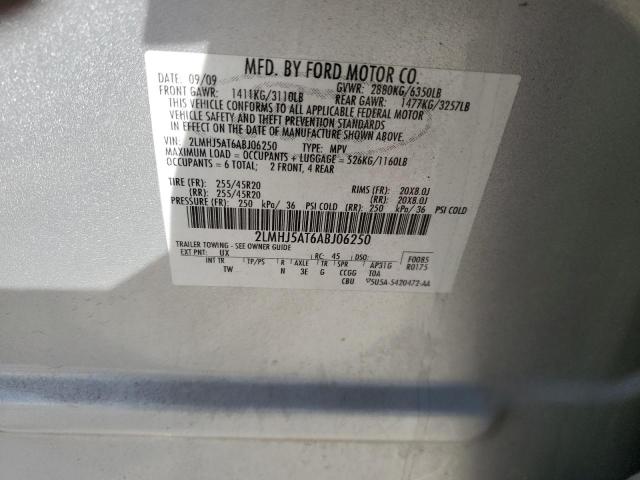 MFD. BY FORD MOTOR CO.
DATE: 09/09 GVWR: 2880KG/6350LB
FRONT GAWR: 1411KG/3110LB REAR GAWR: 1477KG/3257LB
THIS VEHICLE CONFORMS TO ALL APPLICABLE FEDERAL MOTOR
VEHICLE SAFETY AND THEFT PREVENTION STANDARDS
IN EFFECT ON THE DATE OF MANUFACTURE SHOWN ABOVE.
VIN: 2LMHJ5AT6ABJ06250 TYPE: MPV
MAXIMUM LOAD = OCCUPANTS + LUGGAGE = 526KG/1160LB
OCCUPANTS = 6 TOTAL; 2 FRONT, 4 REAR
TIRE (FR): 255/45R20 RIMS (FR): 20X8.0J
(RR): 255/45R20 (RR): 20X8.0J
PRESSURE (FR): 250 kPa/ 36 PSI COLD (RR): 250 kPa/ 36 PSI COLD
2LMHJ5AT6ABJ06250
TRAILER TOWING - SEE OWNER GUIDE
EXT PNT: UX RC: 45 DSO: F0085
R0175
INT TR TP/PS R AXLE TR SPR AP31G
TW N 3E G CCGG TOA
CBU 5U5A-5420472-AA